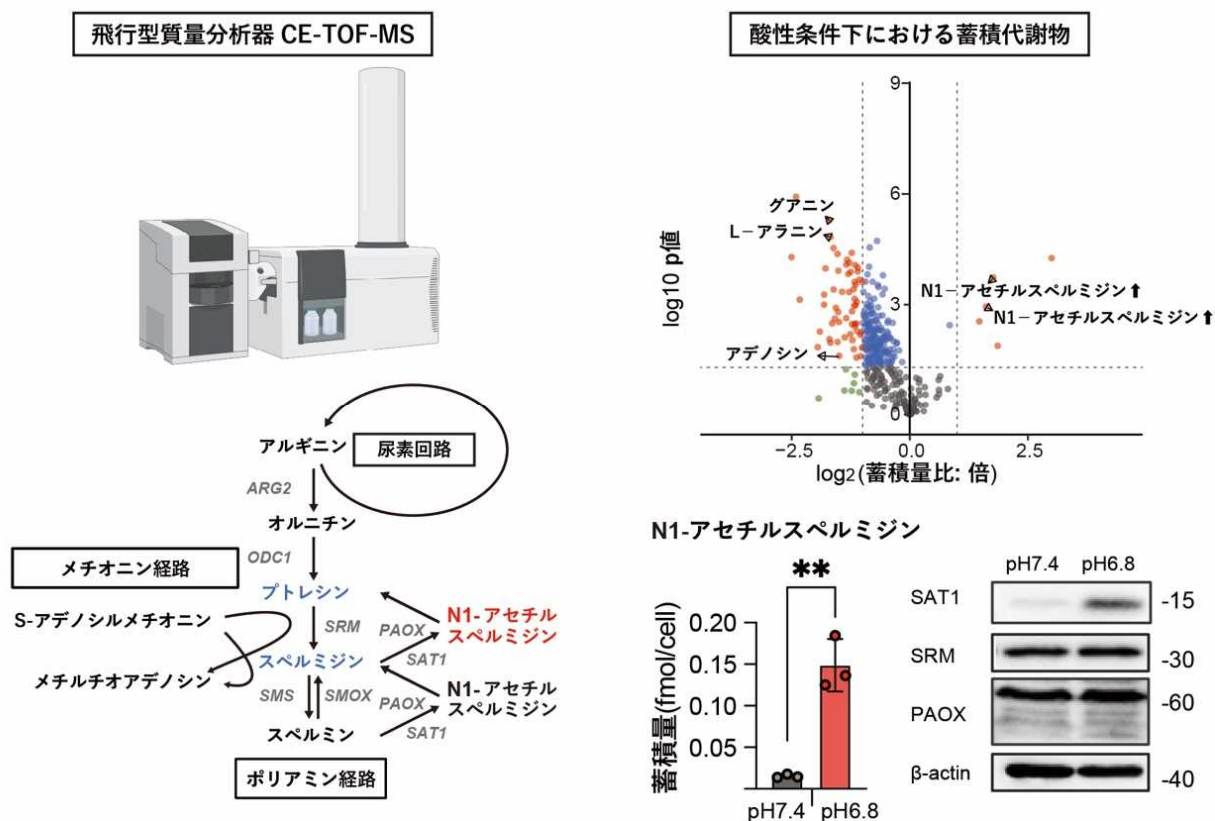 飛行型質量分析器 CE-TOF-MS
酸性条件下における蓄積代謝物
9
6
3
0
log10 p値
グアニン
L−アラニン
アデノシン
N1−アセチルスペルミジン⬆
N1−アセチルスペルミジン⬆
−2.5
0.0
2.5
log2(蓄積量比: 倍)
アルギニン
尿素回路
ARG2
オルニチン
ODC1
メチオニン経路
プトレシン
S-アデノシルメチオニン
SRM
PAOX
N1-アセチル
スペルミジン
SAT1
スペルミジン
メチルチオアデノシン
SMS
SMOX
PAOX
N1-アセチル
スペルミジン
SAT1
スペルミン
ポリアミン経路
N1-アセチルスペルミジン
**
蓄積量(fmol/cell)
0.20
0.15
0.10
0.05
pH7.4
pH6.8
pH7.4
pH6.8
SAT1
-15
SRM
-30
PAOX
-60
β-actin
-40